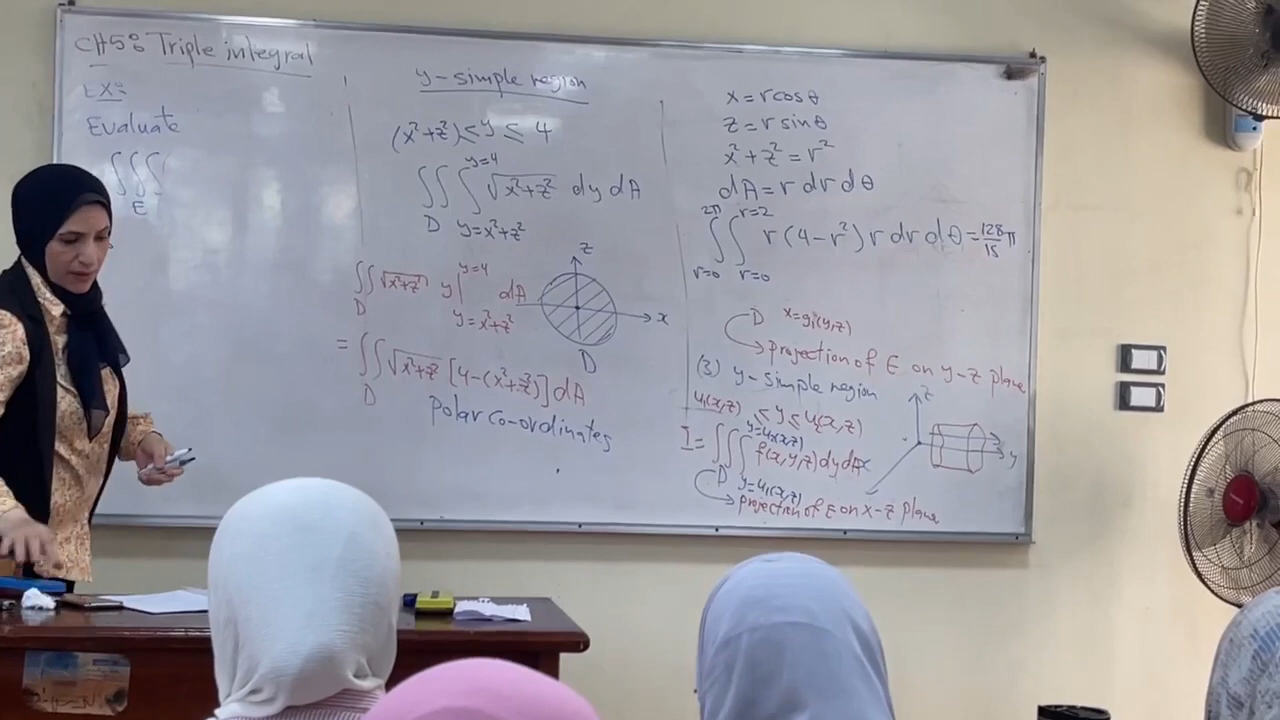 CH5: Triple integral
EX:
Evaluate
∭
E
y-simple region
(x²+z²) ≤ y ≤ 4
y=4
∬∫ √x²+z² dy dA
D y=x²+z²
y=4
∬ √x²+z² y| dA
D y=x²+z²
= ∬ √x²+z² [4-(x²+z²)] dA
D
Polar co-ordinates
z
x
D
x=rcosθ
z=r sinθ
x²+z²=r²
dA=r dr dθ
2π r=2
∫∫ r(4-r²) r dr dθ = 128/15 π
r=0 r=0
D x=g₁(y,z)
projection of E on y-z plane
(3) y-simple region
u₁(x,z) ≤ y ≤ u₂(x,z)
y=u₂(x,z)
I= ∭ f(x,y,z) dy dA
D y=u₁(x,z)
projection of E on x-z plane
z
y
x